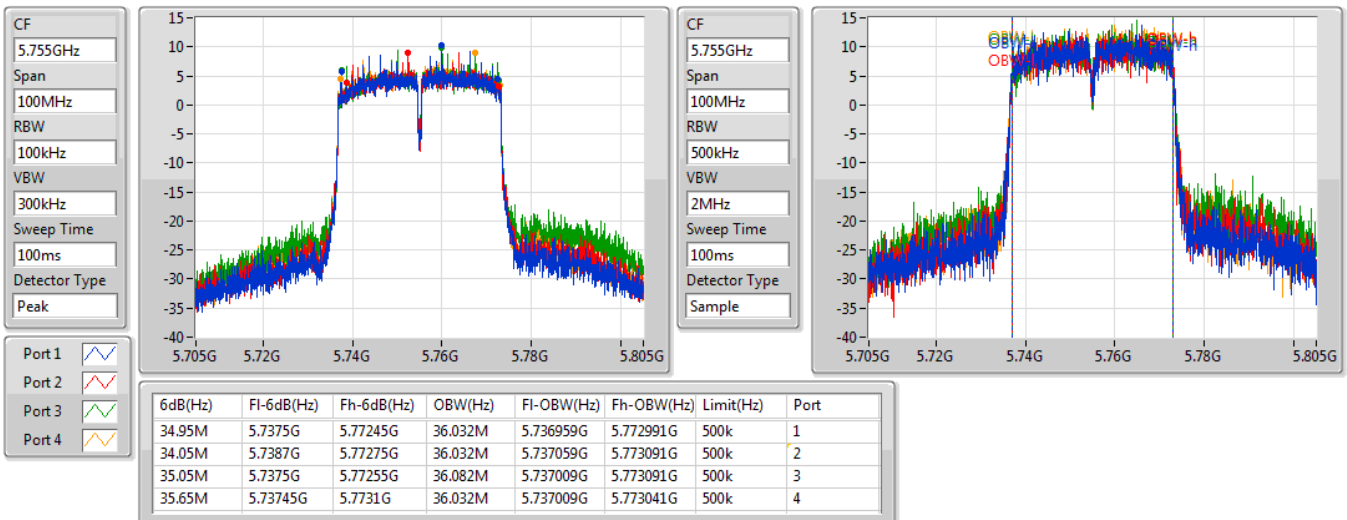 CF
5.755GHz
Span
100MHz
RBW
100kHz
VBW
300kHz
Sweep Time
100ms
Detector Type
Peak
Port 1
Port 2
Port 3
Port 4
15
10
5
0
-5
-10
-15
-20
-25
-30
-35
-40
5.705G 5.72G 5.74G 5.76G 5.78G 5.805G
CF
5.755GHz
Span
100MHz
RBW
500kHz
VBW
2MHz
Sweep Time
100ms
Detector Type
Sample
15
10
5
0
-5
-10
-15
-20
-25
-30
-35
-40
5.705G 5.72G 5.74G 5.76G 5.78G 5.805G
6dB(Hz) Fl-6dB(Hz) Fh-6dB(Hz) OBW(Hz) Fl-OBW(Hz) Fh-OBW(Hz) Limit(Hz) Port
34.95M 5.7375G 5.77245G 36.032M 5.736959G 5.772991G 500k 1
34.05M 5.7387G 5.77275G 36.032M 5.737059G 5.773091G 500k 2
35.05M 5.7375G 5.77255G 36.082M 5.737009G 5.773091G 500k 3
35.65M 5.73745G 5.7731G 36.032M 5.737009G 5.773041G 500k 4